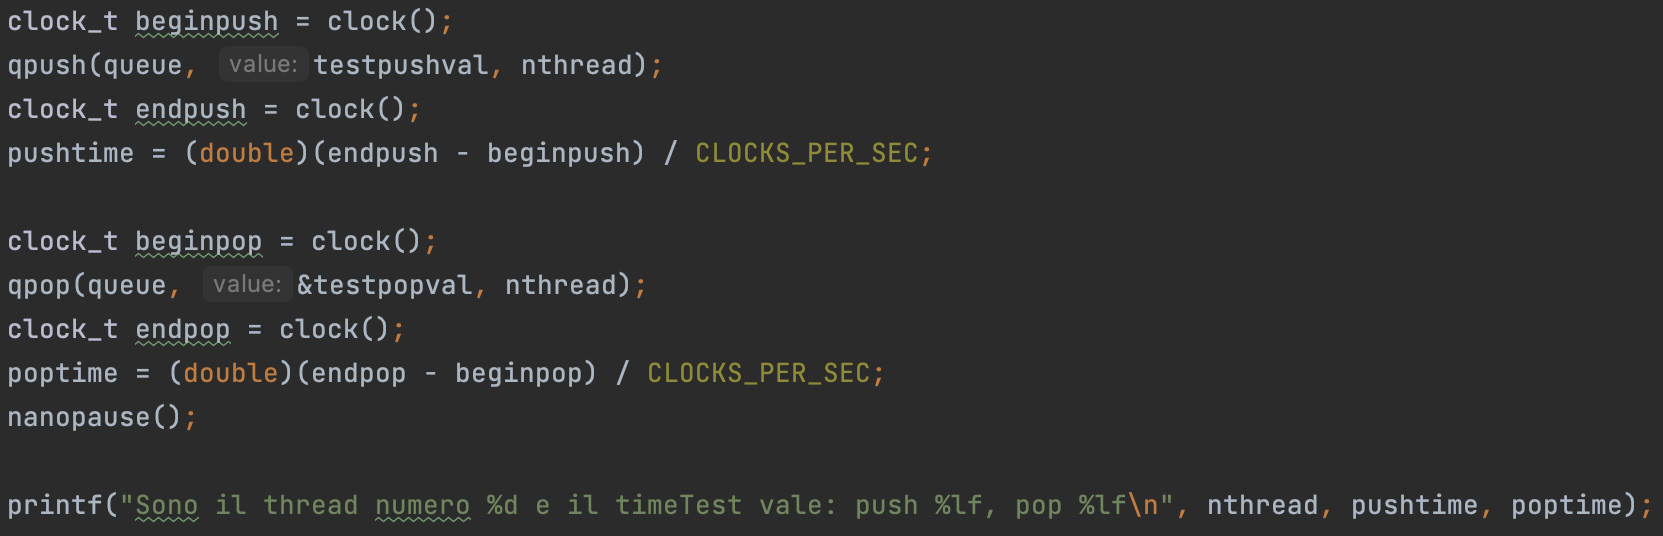 clock_t beginpush = clock();
qpush(queue, value: testpushval, nthread);
clock_t endpush = clock();
pushtime = (double)(endpush - beginpush) / CLOCKS_PER_SEC;
clock_t beginpop = clock();
qpop(queue, value: &testpopval, nthread);
clock_t endpop = clock();
poptime = (double)(endpop - beginpop) / CLOCKS_PER_SEC;
nanopause();
printf("Sono il thread numero %d e il timeTest vale: push %lf, pop %lf\n", nthread, pushtime, poptime);